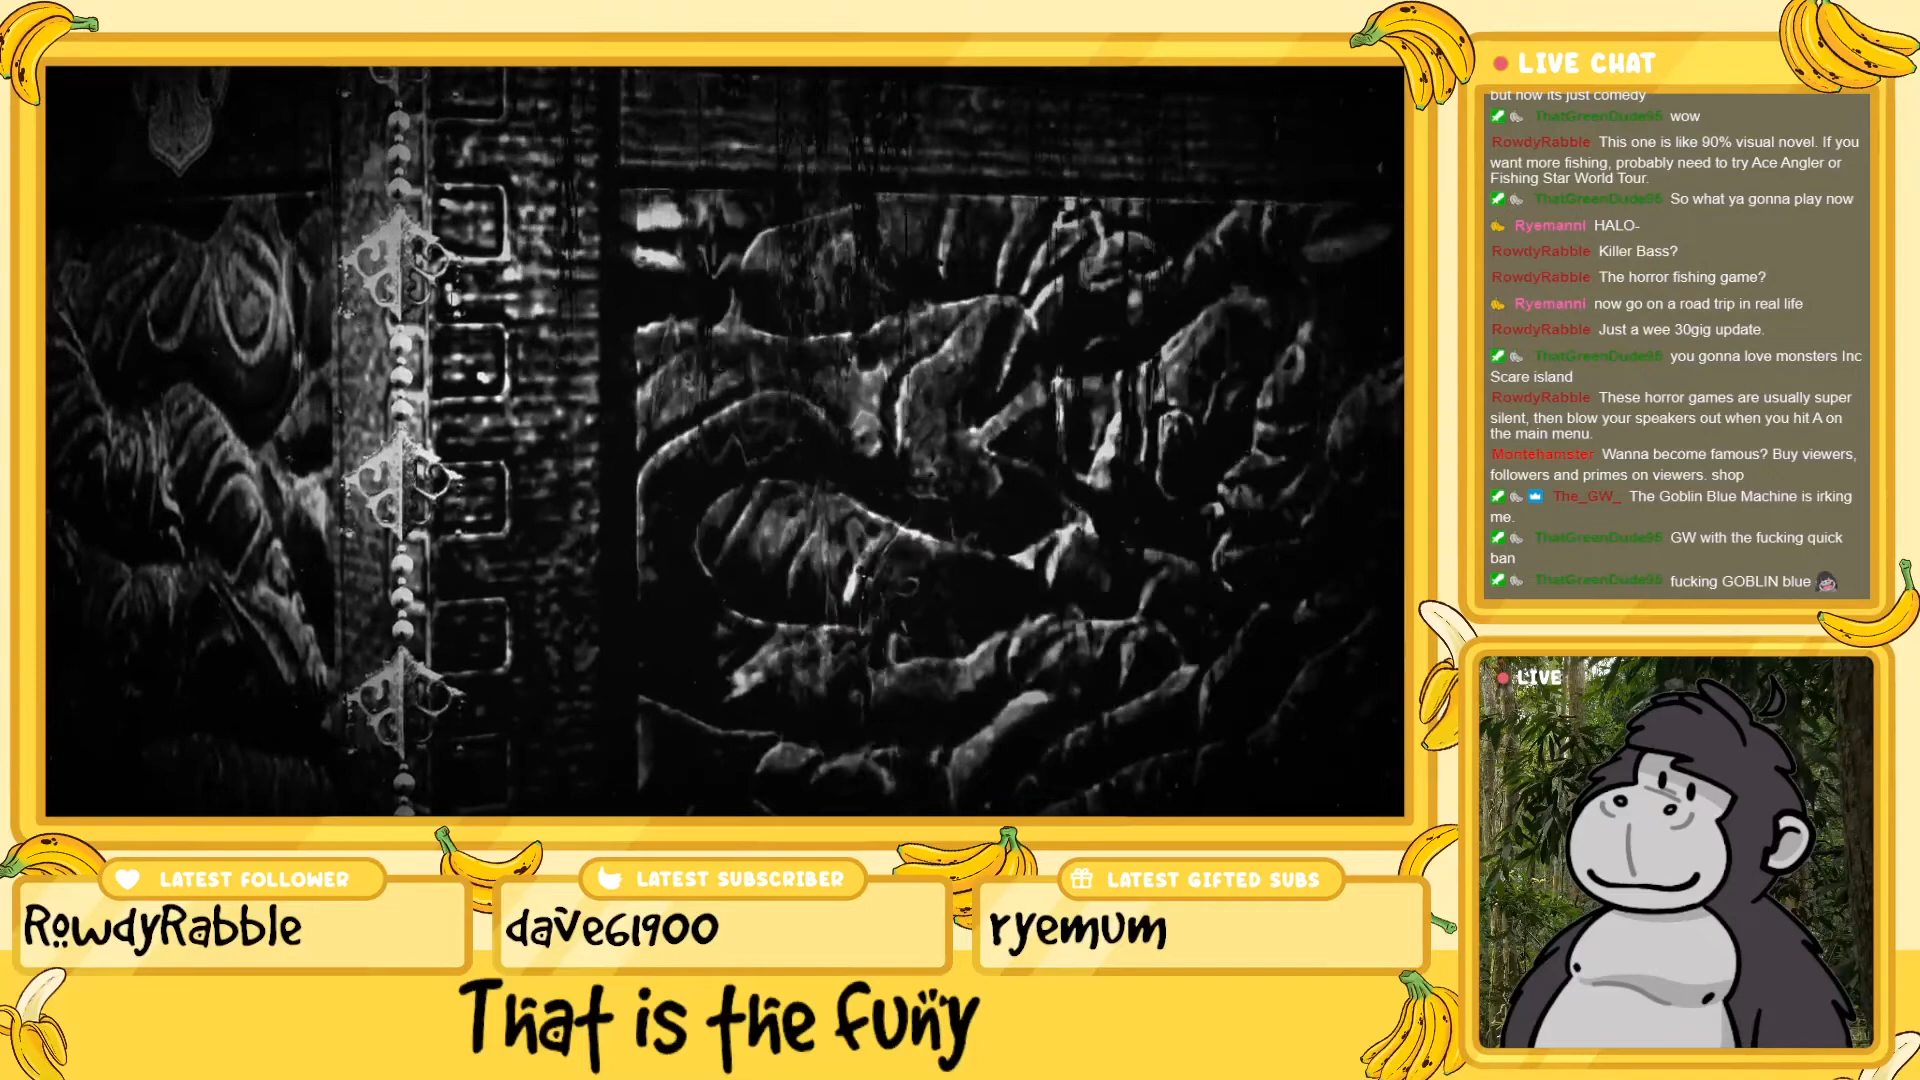 LIVE CHAT
but now its just comedy
ThatGreenDude95 wow
RowdyRabble This one is like 90% visual novel. If you
want more fishing, probably need to try Ace Angler or
Fishing Star World Tour.
ThatGreenDude95 So what ya gonna play now
Ryemanni HALO-
RowdyRabble Killer Bass?
RowdyRabble The horror fishing game?
Ryemanni now go on a road trip in real life
RowdyRabble Just a wee 30gig update.
ThatGreenDude95 you gonna love monsters Inc
Scare island
RowdyRabble These horror games are usually super
silent, then blow your speakers out when you hit A on
the main menu.
Montehamster Wanna become famous? Buy viewers,
followers and primes on viewers. shop
The_GW_ The Goblin Blue Machine is irking
me.
ThatGreenDude95 GW with the fucking quick
ban
ThatGreenDude95 fucking GOBLIN blue
LIVE
LATEST FOLLOWER
RowdyRabble
LATEST SUBSCRIBER
dave61900
LATEST GIFTED SUBS
ryemum
That is the funy